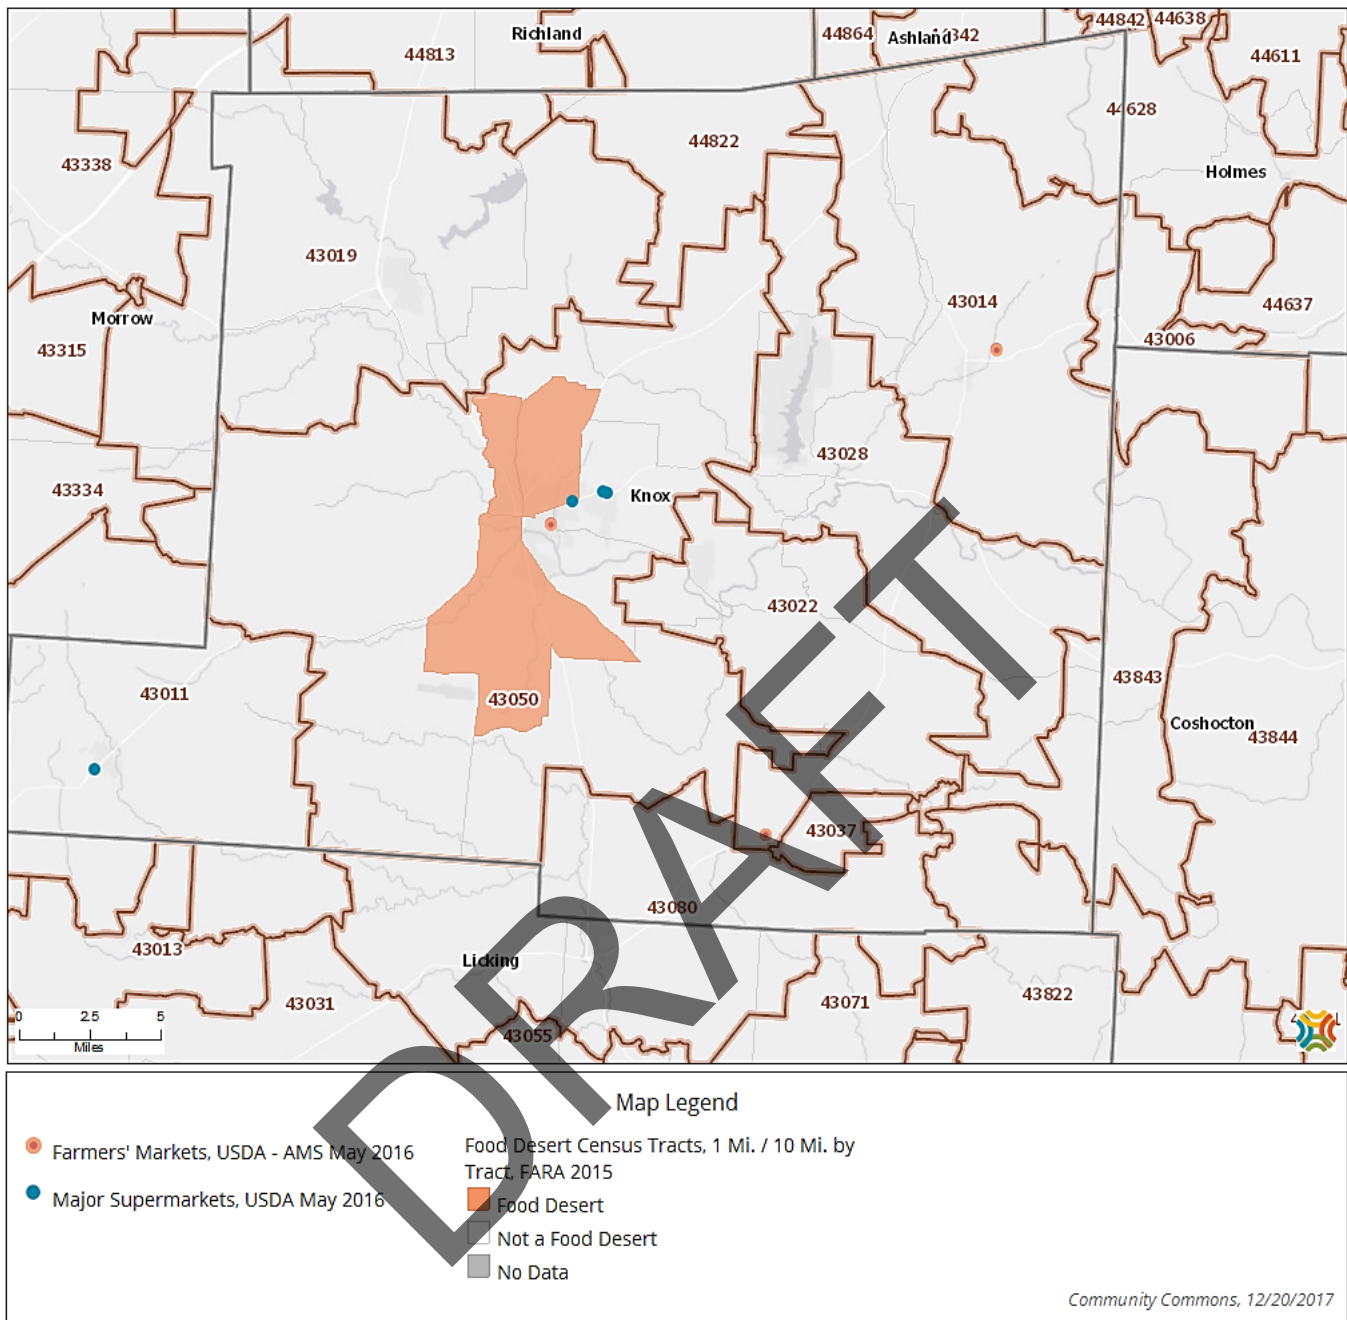 44842
44638
Richland
44864
Ashland
44813
44611
44628
44822
43338
Holmes
43019
43014
44637
Morrow
43006
43315
43028
43334
Knox
43022
43843
43011
43050
Coshocton
43844
43037
43080
43013
Licking
43031
43071
43822
43055
0 2.5 5
Miles
DRAFT
Map Legend
Farmers' Markets, USDA - AMS May 2016
Major Supermarkets, USDA May 2016
Food Desert Census Tracts, 1 Mi. / 10 Mi. by
Tract, FARA 2015
Food Desert
Not a Food Desert
No Data
Community Commons, 12/20/2017